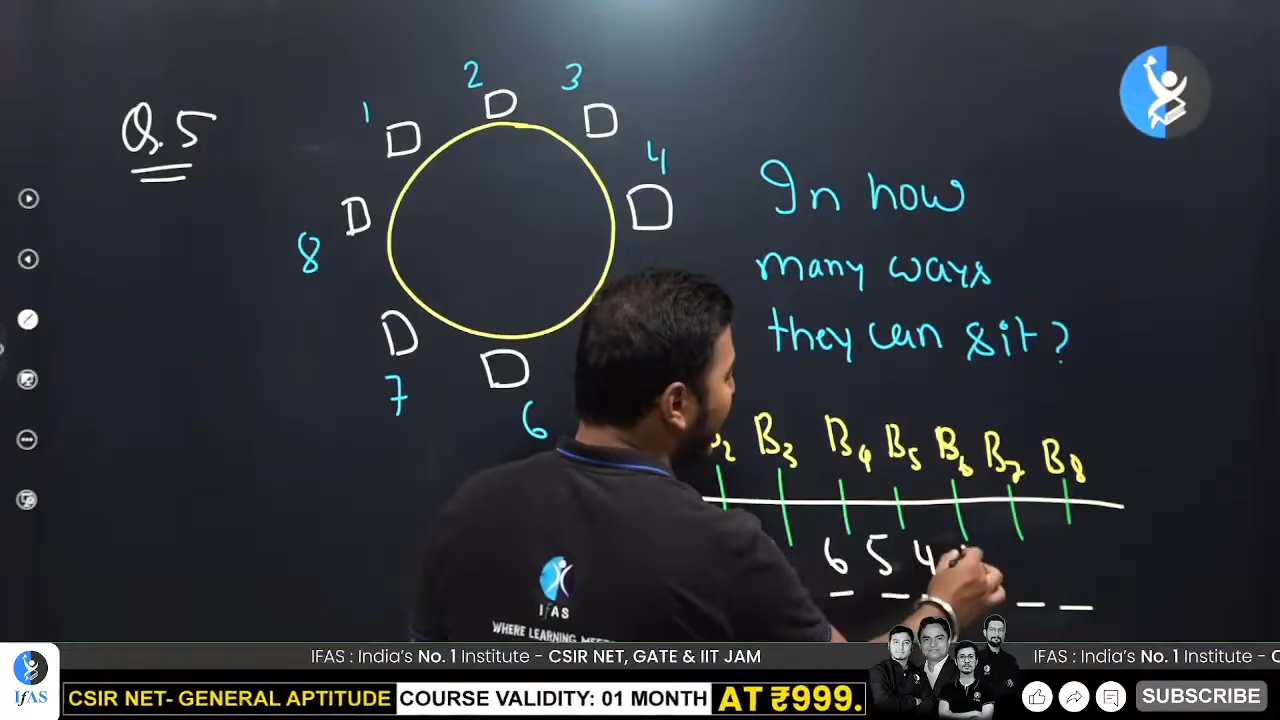 Q.5
1
2
3
4
8
7
6
In how
many ways
they can sit?
B3 B4 B5 B6 B7 B8
6 5 4
IFAS
WHERE LEARNING
IFAS : India's No. 1 Institute - CSIR NET, GATE & IIT JAM
IFAS : India's No. 1 Institute - C
IfAS
CSIR NET- GENERAL APTITUDE COURSE VALIDITY: 01 MONTH AT ₹999.
SUBSCRIBE